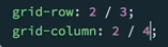 grid-row: 2 / 3;
grid-column: 2 / 4;